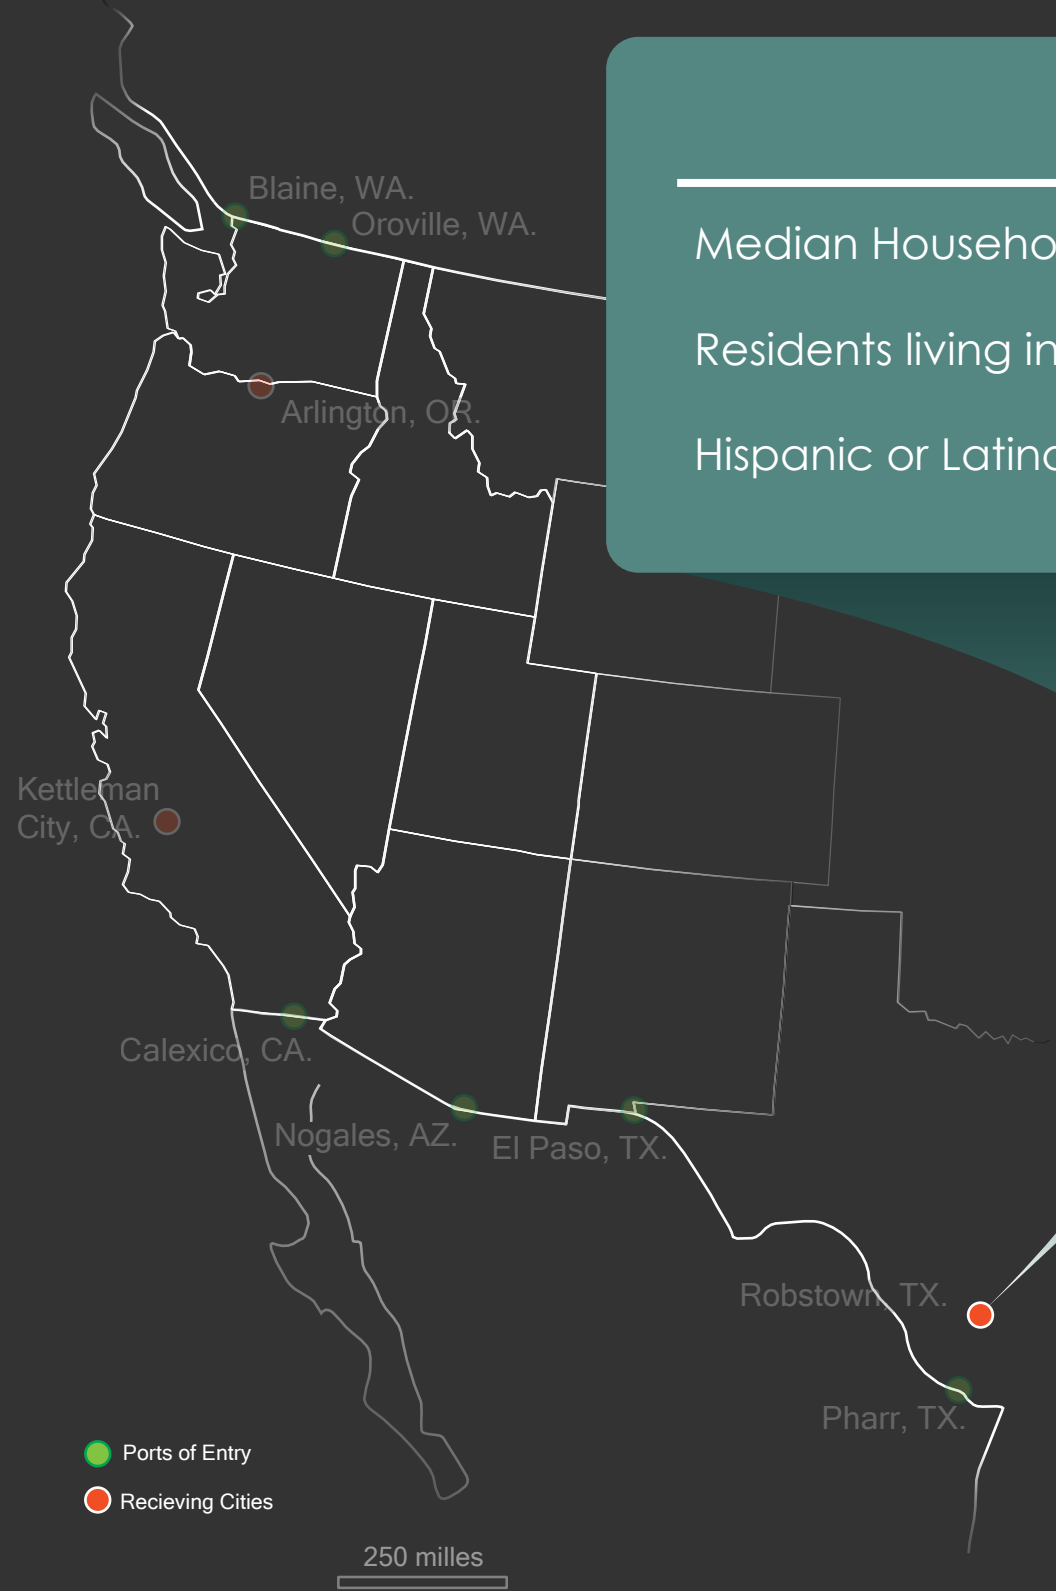 Blaine, WA.
Oroville, WA.
Median Househo
Residents living in
Arlington, OR.
Hispanic or Latino
Kettleman
City, CA.
Calexico, CA.
Nogales, AZ.
El Paso, TX.
Robstown, TX.
Pharr, TX.
Ports of Entry
Recieving Cities
250 milles